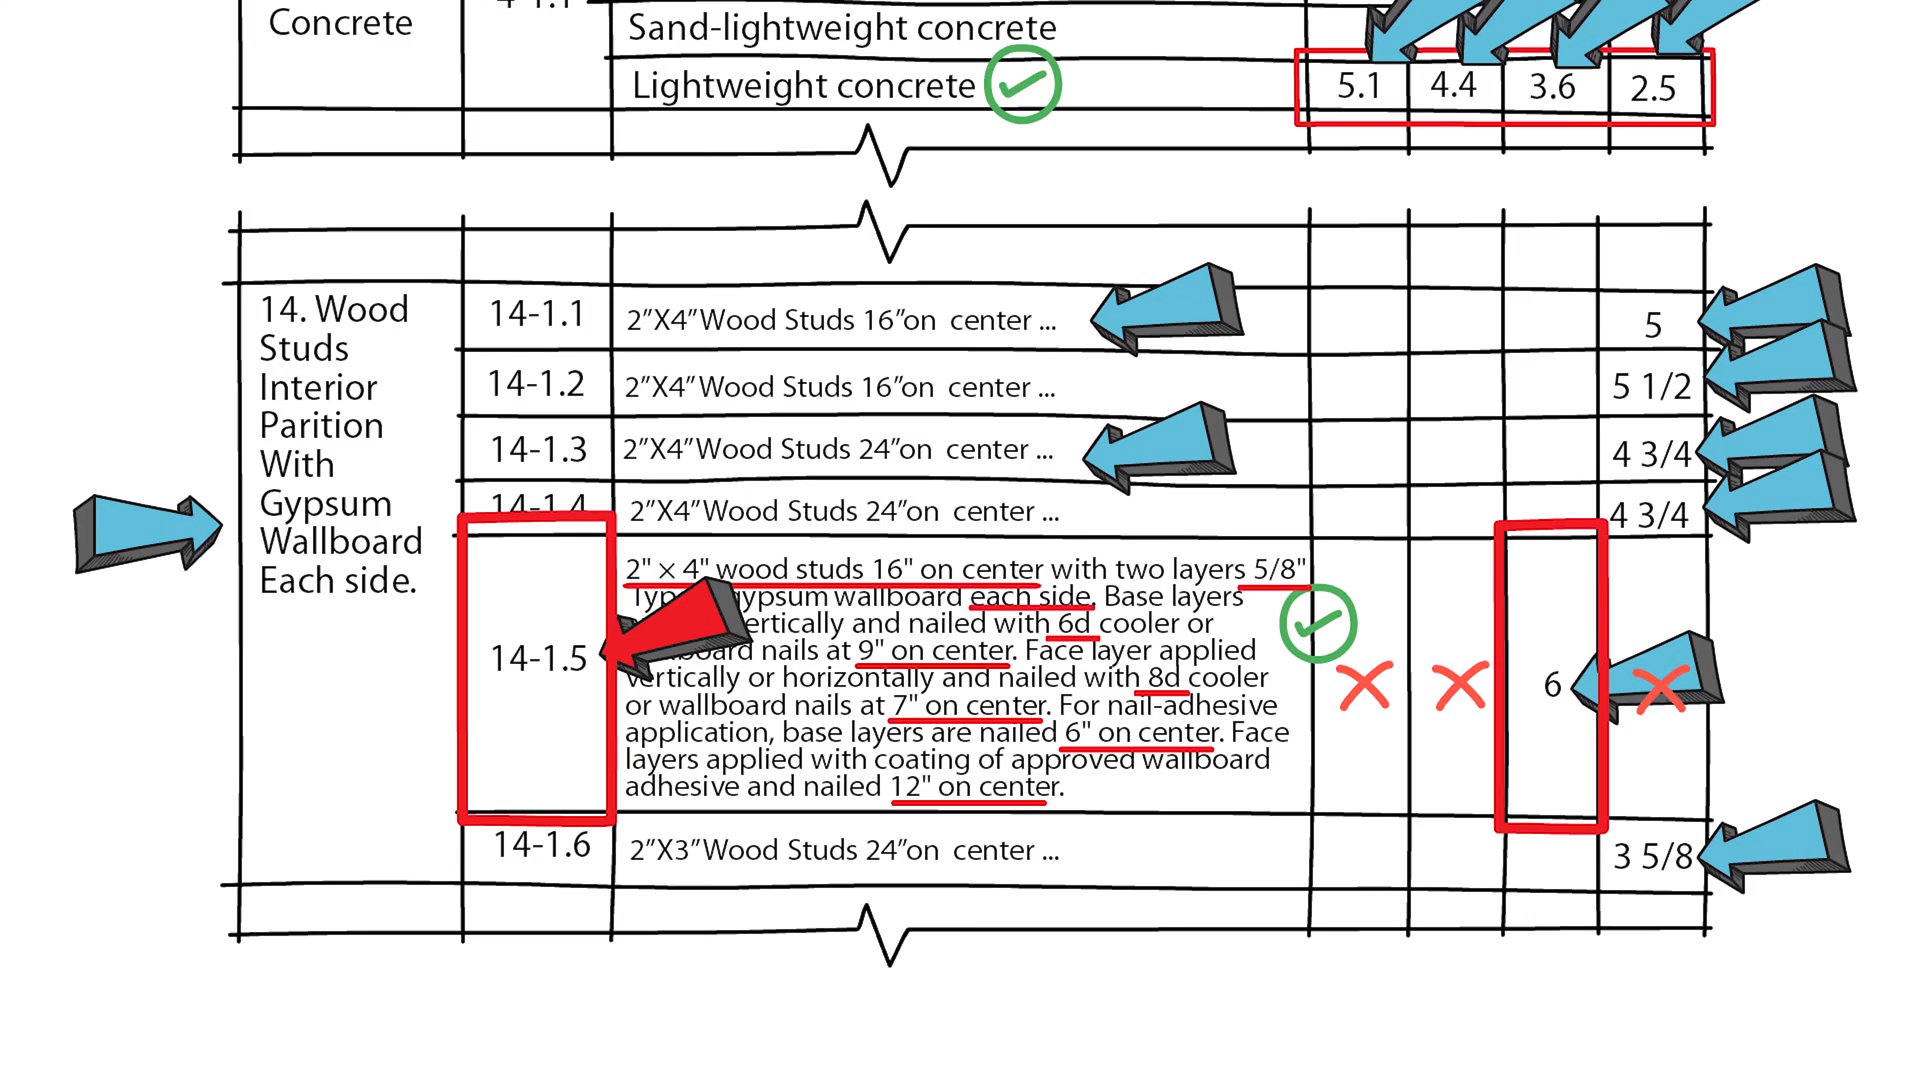 Concrete
Sand-lightweight concrete
Lightweight concrete
5.1 4.4 3.6 2.5
14. Wood
Studs
Interior
Parition
With
Gypsum
Wallboard
Each side.
14-1.1 2”X4”Wood Studs 16”on center ... 5
14-1.2 2”X4”Wood Studs 16”on center ... 5 1/2
14-1.3 2”X4”Wood Studs 24”on center ... 4 3/4
14-1.4 2”X4”Wood Studs 24”on center ... 4 3/4
14-1.5
2" × 4" wood studs 16" on center with two layers 5/8"
gypsum wallboard each side. Base layers
vertically and nailed with 6d cooler or
nails at 9" on center. Face layer applied
vertically or horizontally and nailed with 8d cooler
or wallboard nails at 7" on center. For nail-adhesive
application, base layers are nailed 6" on center. Face
layers applied with coating of approved wallboard
adhesive and nailed 12" on center.
6
14-1.6 2”X3”Wood Studs 24”on center ... 3 5/8